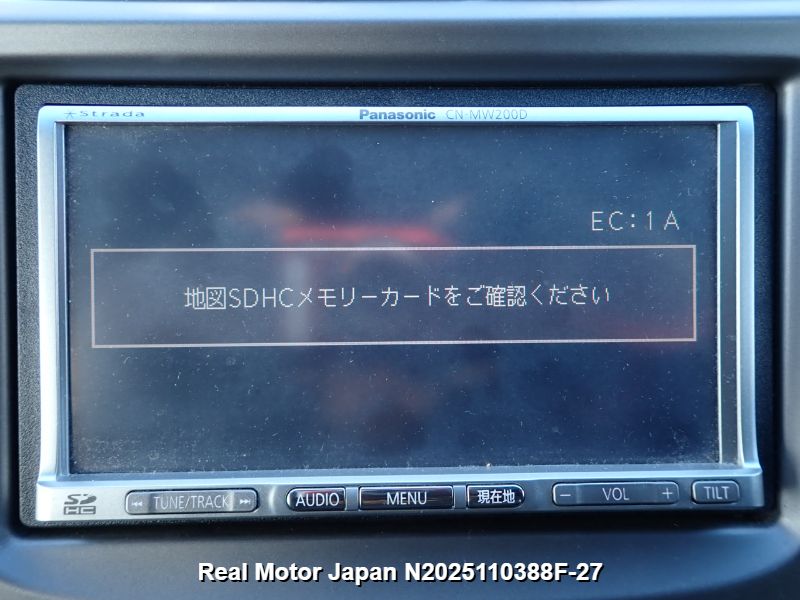 Strada
Panasonic CN-MW200D
EC:1A
地図SDHCメモリーカードをご確認ください
SD HC TUNE/TRACK AUDIO MENU 現在地 − VOL + TILT
Real Motor Japan N2025110388F-27